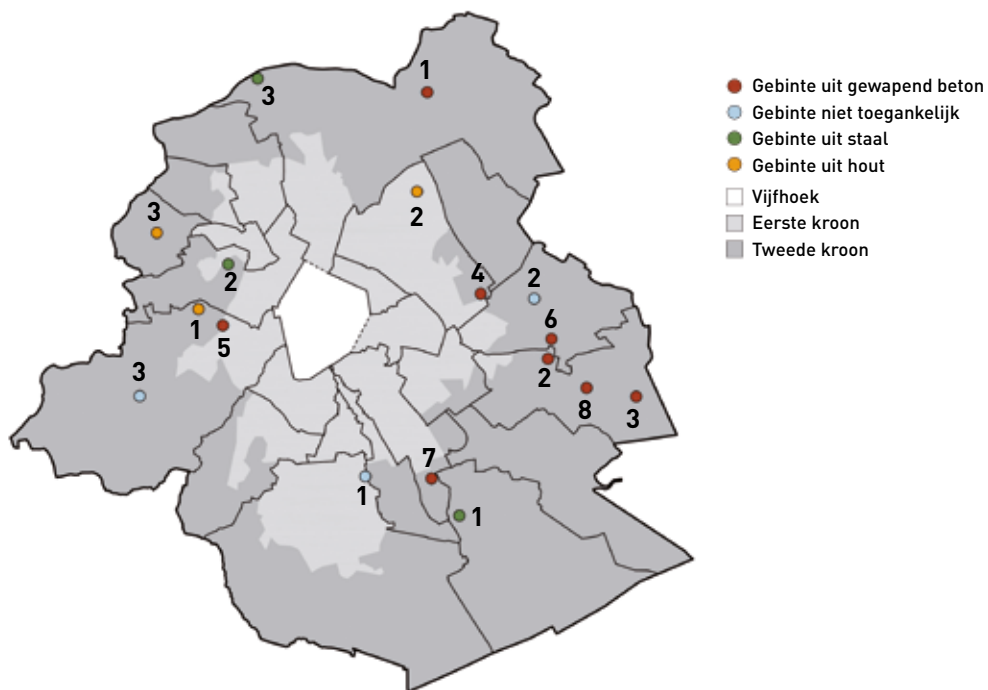 1
3
2
3
4
2
2
6
1
5
2
3
8
3
7
1
1
Gebinte uit gewapend beton
Gebinte niet toegankelijk
Gebinte uit staal
Gebinte uit hout
Vijfhoek
Eerste kroon
Tweede kroon